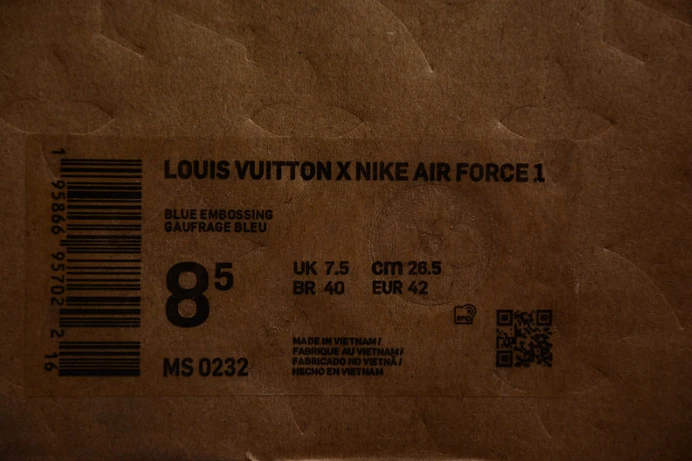 LOUIS VUITTON X NIKE AIR FORCE 1
BLUE EMBOSSING
GAUFRAGE BLEU
8⁵
UK 7.5 cm 26.5
BR 40 EUR 42
MS 0232
MADE IN VIETNAM /
FABRIQUE AU VIETNAM /
FABRICADO NO VIETNÃ /
HECHO EN VIETNAM
1 95866 95702 2 16